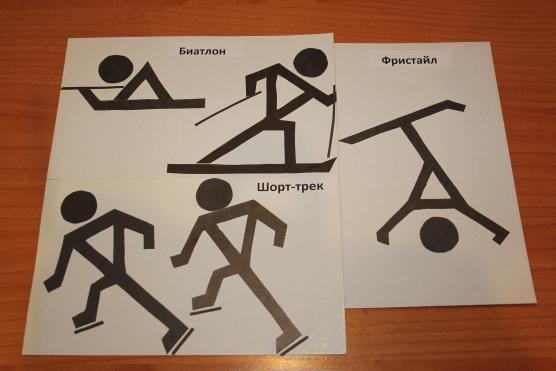 Биатлон
Фристайл
Шорт-трек